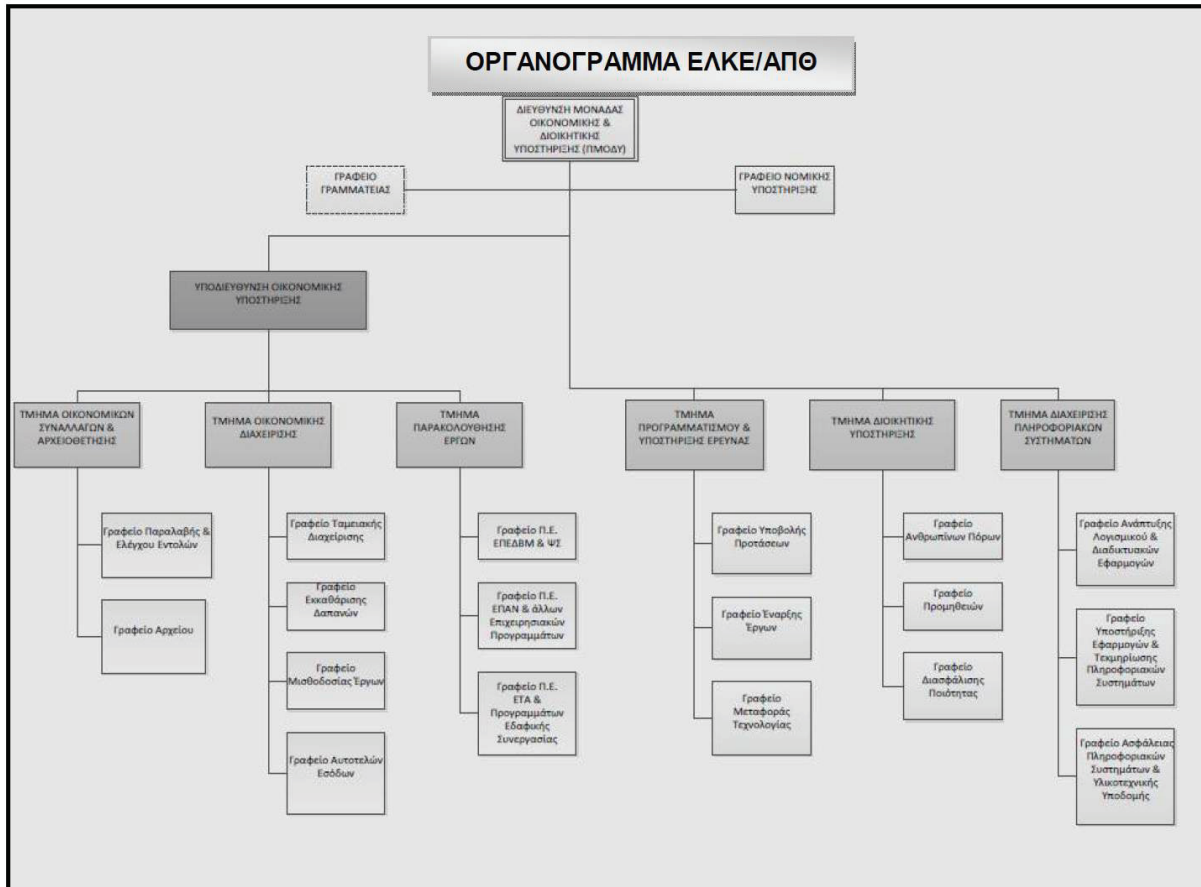 ΟΡΓΑΝΟΓΡΑΜΜΑ ΕΛΚΕ/ΑΠΘ
ΔΙΕΥΘΥΝΣΗ ΜΟΝΑΔΑΣ
ΟΙΚΟΝΟΜΙΚΗΣ &
ΔΙΟΙΚΗΤΙΚΗΣ
ΥΠΟΣΤΗΡΙΞΗΣ (ΠΜΟΔΥ)
ΓΡΑΦΕΙΟ
ΓΡΑΜΜΑΤΕΙΑΣ
ΓΡΑΦΕΙΟ ΝΟΜΙΚΗΣ
ΥΠΟΣΤΗΡΙΞΗΣ
ΥΠΟΔΙΕΥΘΥΝΣΗ ΟΙΚΟΝΟΜΙΚΗΣ
ΥΠΟΣΤΗΡΙΞΗΣ
ΤΜΗΜΑ ΟΙΚΟΝΟΜΙΚΩΝ
ΣΥΝΑΛΛΑΓΩΝ &
ΑΡΧΕΙΟΘΕΤΗΣΗΣ
ΤΜΗΜΑ ΟΙΚΟΝΟΜΙΚΗΣ
ΔΙΑΧΕΙΡΙΣΗΣ
ΤΜΗΜΑ
ΠΑΡΑΚΟΛΟΥΘΗΣΗΣ
ΕΡΓΩΝ
ΤΜΗΜΑ
ΠΡΟΓΡΑΜΜΑΤΙΣΜΟΥ &
ΥΠΟΣΤΗΡΙΞΗΣ ΕΡΕΥΝΑΣ
ΤΜΗΜΑ ΔΙΟΙΚΗΤΙΚΗΣ
ΥΠΟΣΤΗΡΙΞΗΣ
ΤΜΗΜΑ ΔΙΑΧΕΙΡΙΣΗΣ
ΠΛΗΡΟΦΟΡΙΑΚΩΝ
ΣΥΣΤΗΜΑΤΩΝ
Γραφείο Παραλαβής &
Ελέγχου Εντολών
Γραφείο Αρχείου
Γραφείο Ταμειακής
Διαχείρισης
Γραφείο
Εκκαθάρισης
Δαπανών
Γραφείο
Μισθοδοσίας Έργων
Γραφείο Αυτοτελών
Εσόδων
Γραφείο Π.Ε.
ΕΠΕΔΒΜ & ΨΣ
Γραφείο Π.Ε.
ΕΠΑΝ & άλλων
Επιχειρησιακών
Προγραμμάτων
Γραφείο Π.Ε.
ΕΤΑ &
Προγραμμάτων
Εδαφικής
Συνεργασίας
Γραφείο Υποβολής
Προτάσεων
Γραφείο Έναρξης
Έργων
Γραφείο
Μεταφοράς
Τεχνολογίας
Γραφείο
Ανθρωπίνων Πόρων
Γραφείο
Προμηθειών
Γραφείο
Διασφάλισης
Ποιότητας
Γραφείο Ανάπτυξης
Λογισμικού &
Διαδικτυακών
Εφαρμογών
Γραφείο
Υποστήριξης
Εφαρμογών &
Τεκμηρίωσης
Πληροφοριακών
Συστημάτων
Γραφείο Ασφάλειας
Πληροφοριακών
Συστημάτων &
Υλικοτεχνικής
Υποδομής